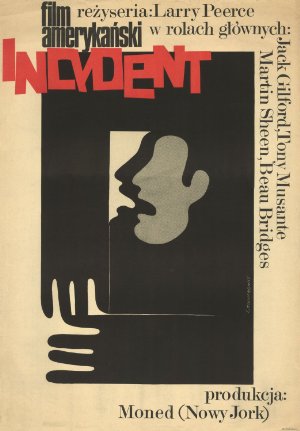 film
amerykański
reżyseria: Larry Peerce
w rolach głównych:
INCYDENT
Jack Gilford, Tony Musante
Martin Sheen, Beau Bridges
produkcja:
Moned (Nowy Jork)